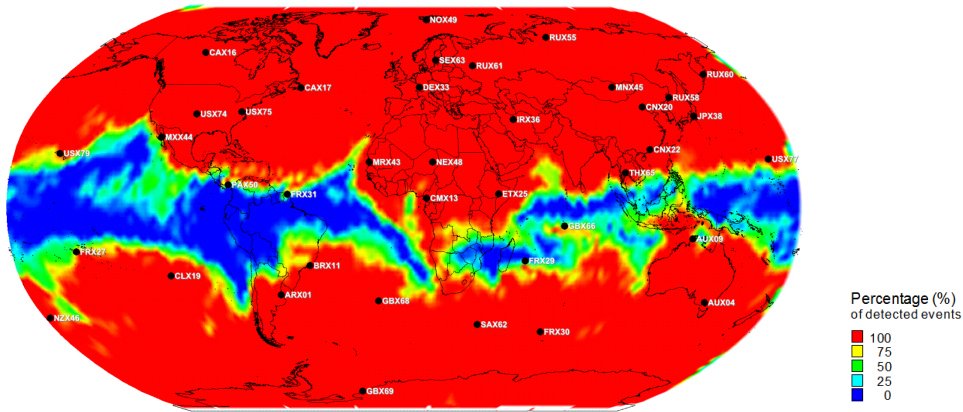 NOX49
RUX55
CAX16
SEX63
RUX61
RUX60
DEX33
MNX45
CAX17
RUX58
CNX20
USX74
USX75
JPX38
IRX36
MXX44
CNX22
USX79
USX77
MRX43
NEX48
THX65
PAX50
FRX31
CMX13
ETX25
GBX66
AUX09
FRX27
FRX29
BRX11
CLX19
ARX01
GBX68
AUX04
NZX46
SAX62
FRX30
GBX69
Percentage (%)
of detected events
100
75
50
25
0